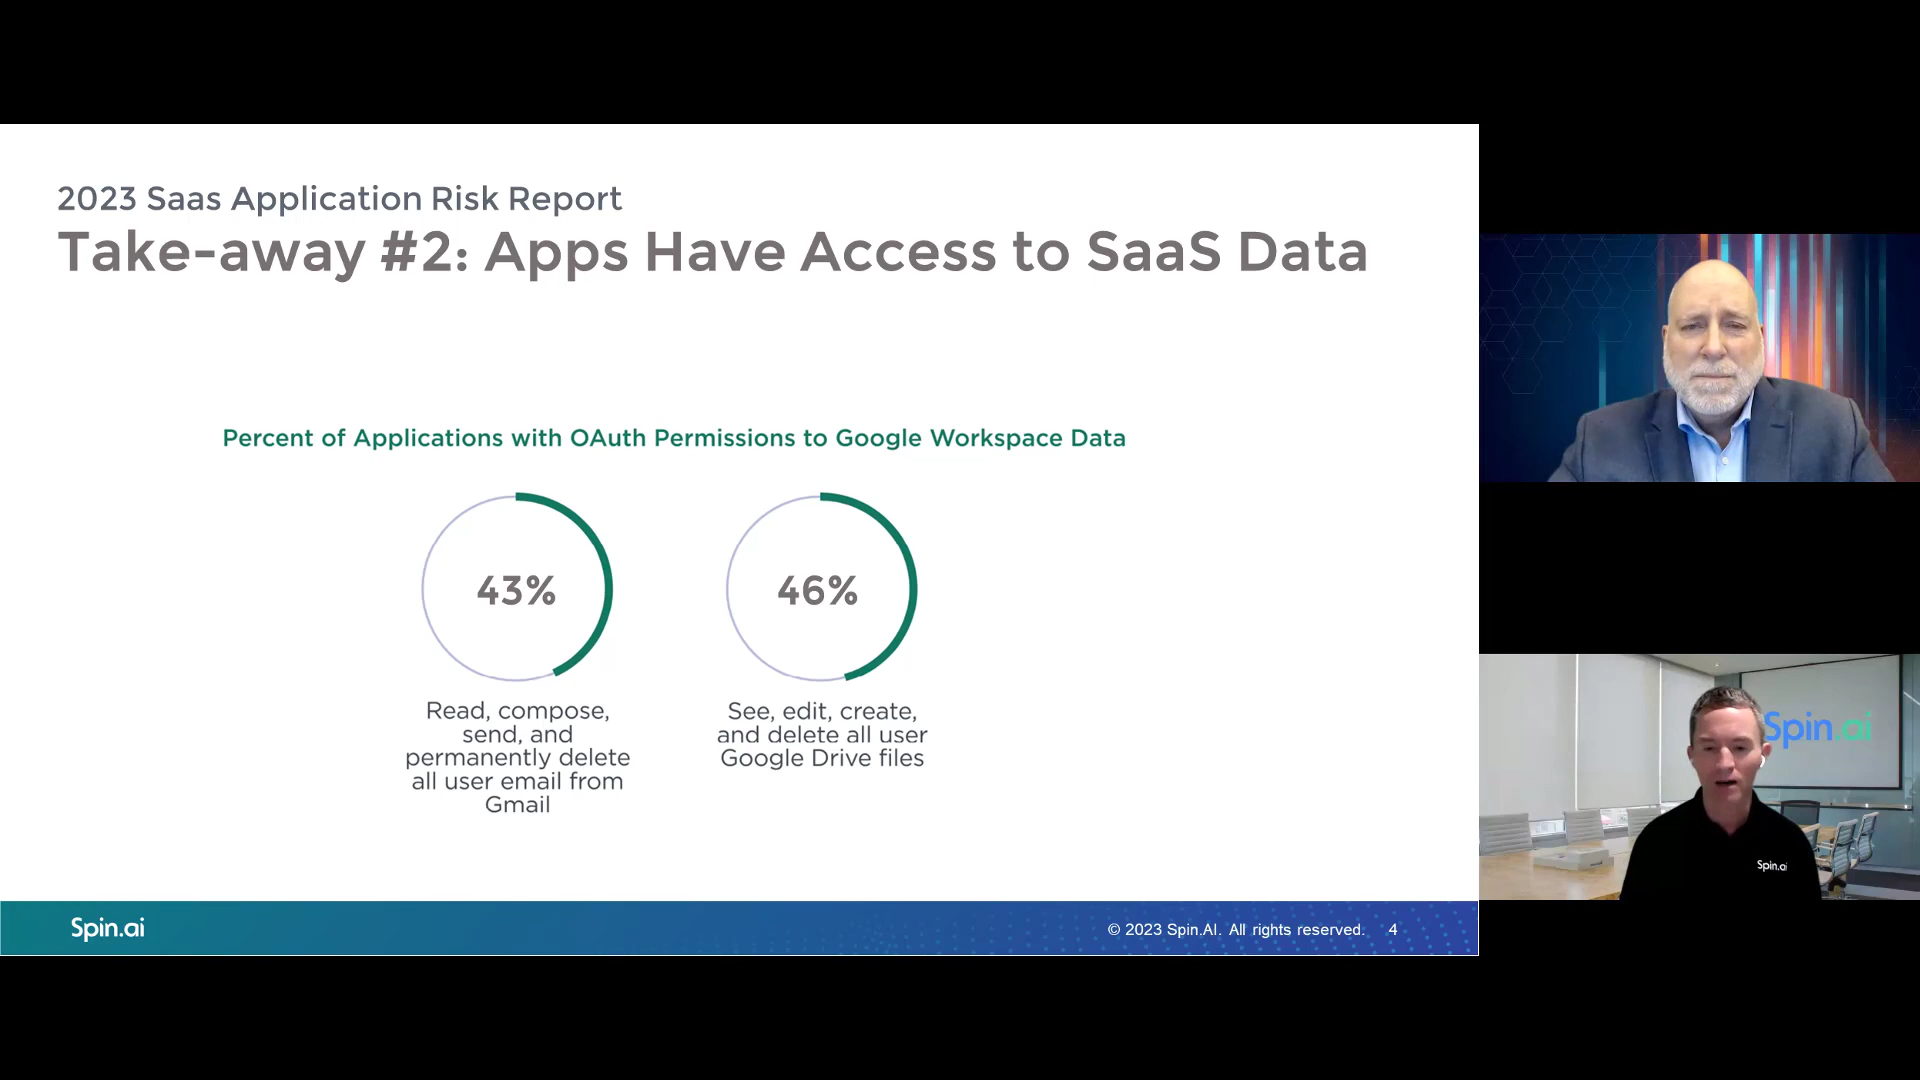 2023 Saas Application Risk Report
Take-away #2: Apps Have Access to SaaS Data
Percent of Applications with OAuth Permissions to Google Workspace Data
43%
46%
Read, compose,
send, and
permanently delete
all user email from
Gmail
See, edit, create,
and delete all user
Google Drive files
Spin.ai
© 2023 Spin.AI. All rights reserved.
4
Spin.ai
Spin.ai